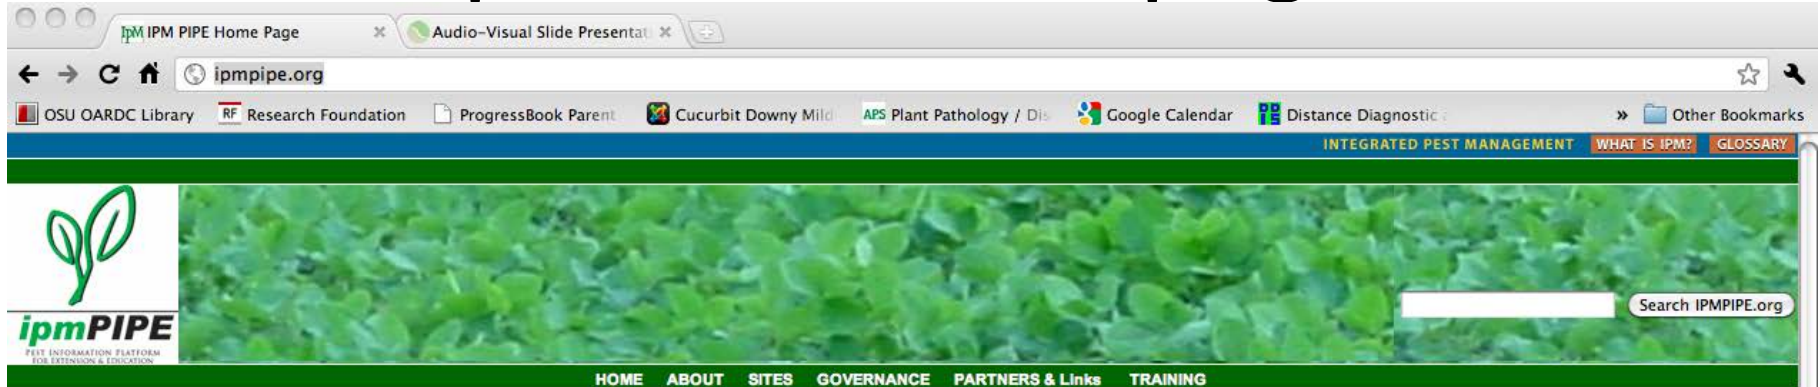 IPM IPM PIPE Home Page Audio-Visual Slide Presentat
ipmpipe.org
OSU OARDC Library RF Research Foundation ProgressBook Parent Cucurbit Downy Mild APS Plant Pathology / Dis Google Calendar Distance Diagnostic » Other Bookmarks
INTEGRATED PEST MANAGEMENT WHAT IS IPM? GLOSSARY
Search IPMPIPE.org
ipmPIPE
PEST INFORMATION PLATFORM
FOR EXTENSION & EDUCATION
HOME ABOUT SITES GOVERNANCE PARTNERS & Links TRAINING